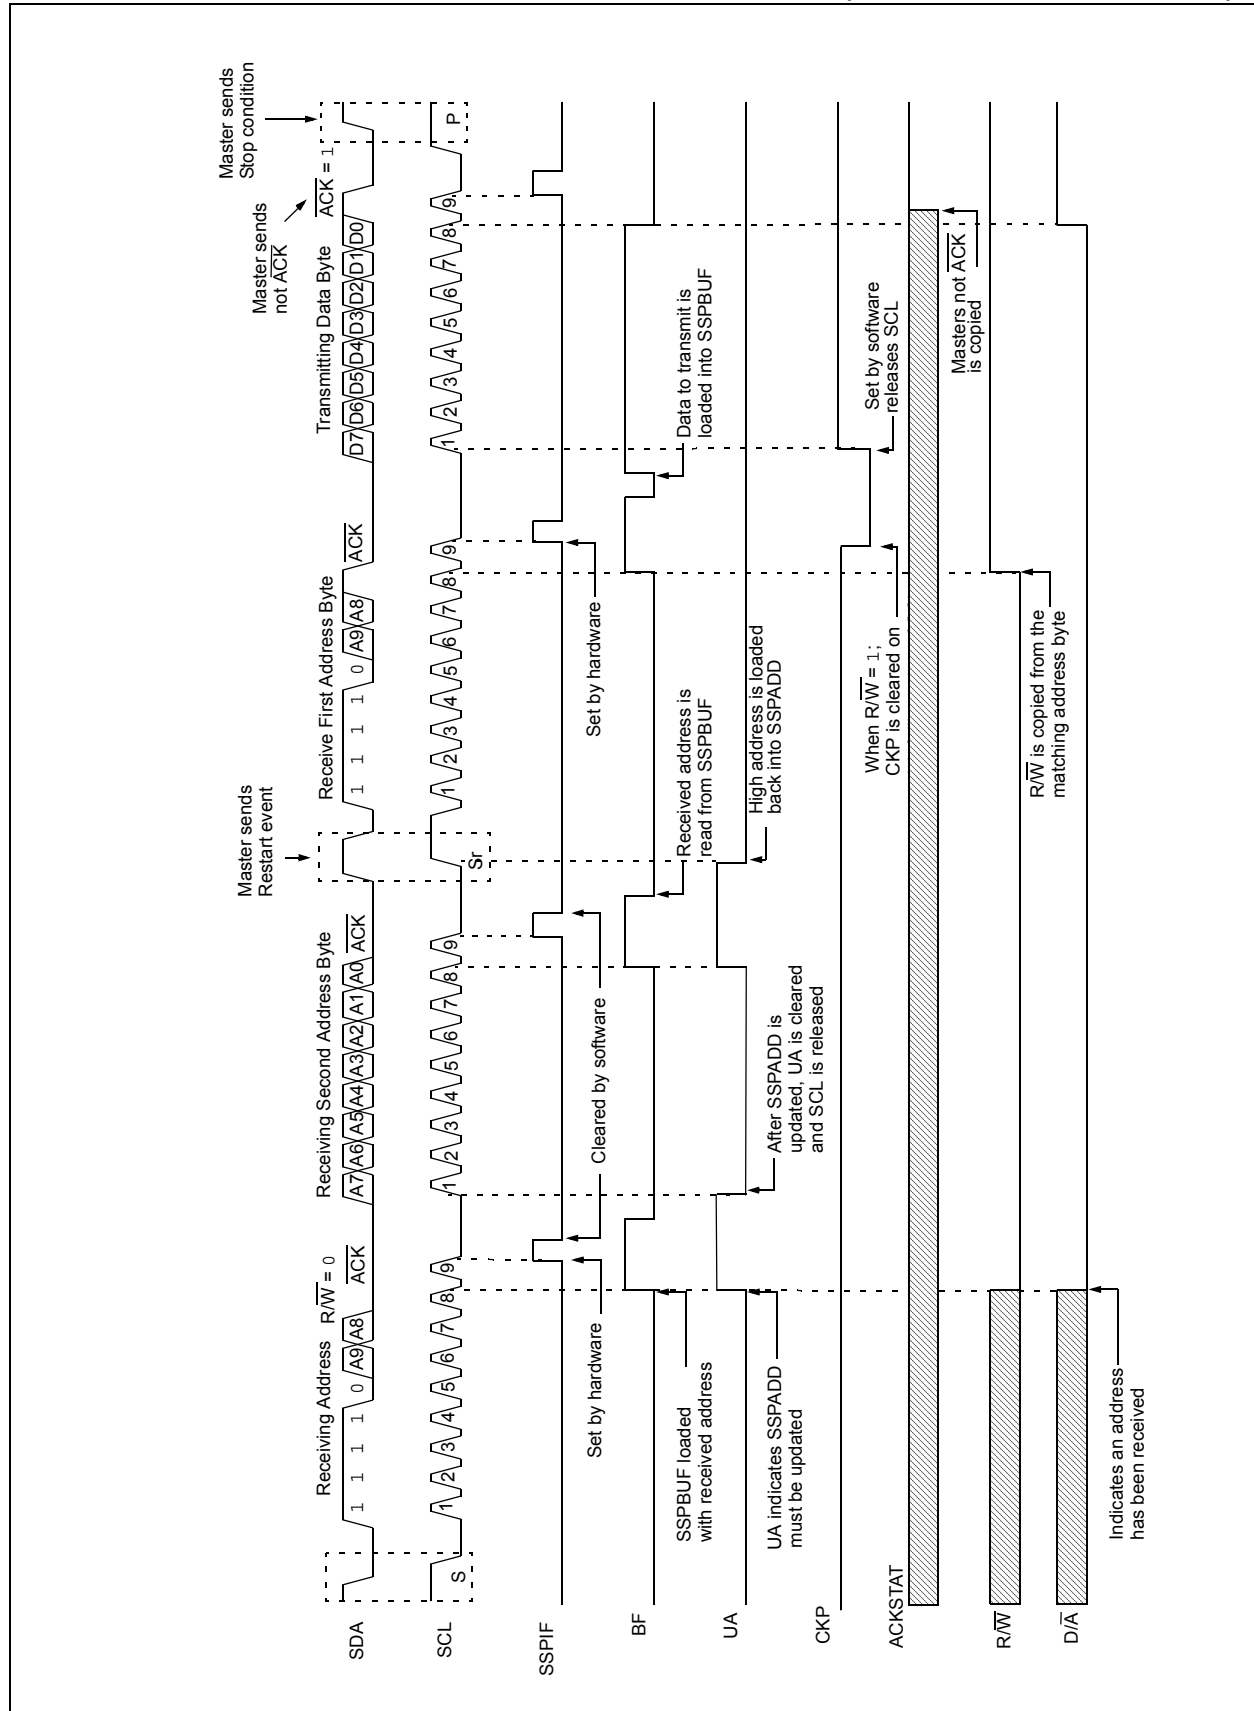 Master sends
Stop condition
Master sends
not ACK
ACK = 1
Master sends
Restart event
Receiving Address
R/W = 0
ACK
Receiving Second Address Byte
ACK
Receive First Address Byte
ACK
Transmitting Data Byte
SDA
1 1 1 1 0 A9 A8
A7 A6 A5 A4 A3 A2 A1 A0
1 1 1 1 0 A9 A8
D7 D6 D5 D4 D3 D2 D1 D0
SCL
S
1 2 3 4 5 6 7 8 9
1 2 3 4 5 6 7 8 9
Sr
1 2 3 4 5 6 7 8 9
1 2 3 4 5 6 7 8 9
P
SSPIF
Set by hardware
Cleared by software
Set by hardware
BF
SSPBUF loaded
with received address
Received address is
read from SSPBUF
Data to transmit is
loaded into SSPBUF
UA
UA indicates SSPADD
must be updated
After SSPADD is
updated, UA is cleared
and SCL is released
High address is loaded
back into SSPADD
CKP
When R/W = 1;
CKP is cleared on
Set by software
releases SCL
ACKSTAT
Masters not ACK
is copied
R/W
R/W is copied from the
matching address byte
D/A
Indicates an address
has been received